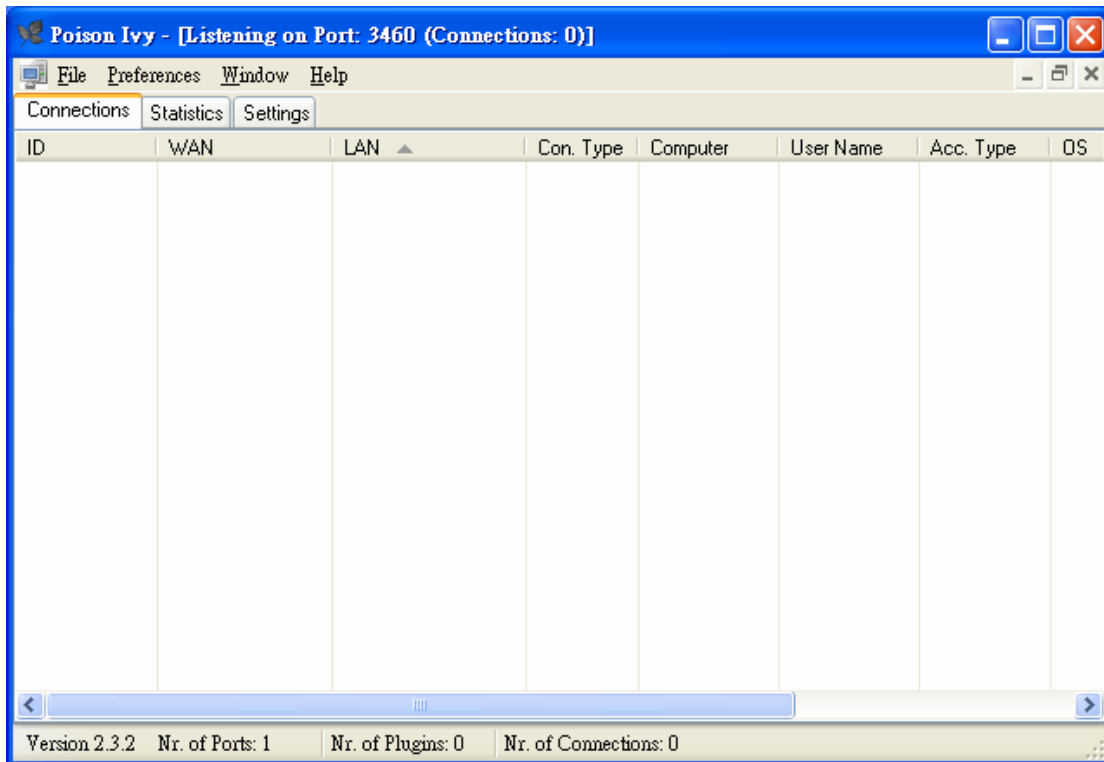 Poison Ivy - [Listening on Port: 3460 (Connections: 0)]
File Preferences Window Help
Connections Statistics Settings
ID WAN LAN Con. Type Computer User Name Acc. Type OS
Version 2.3.2 Nr. of Ports: 1 Nr. of Plugins: 0 Nr. of Connections: 0